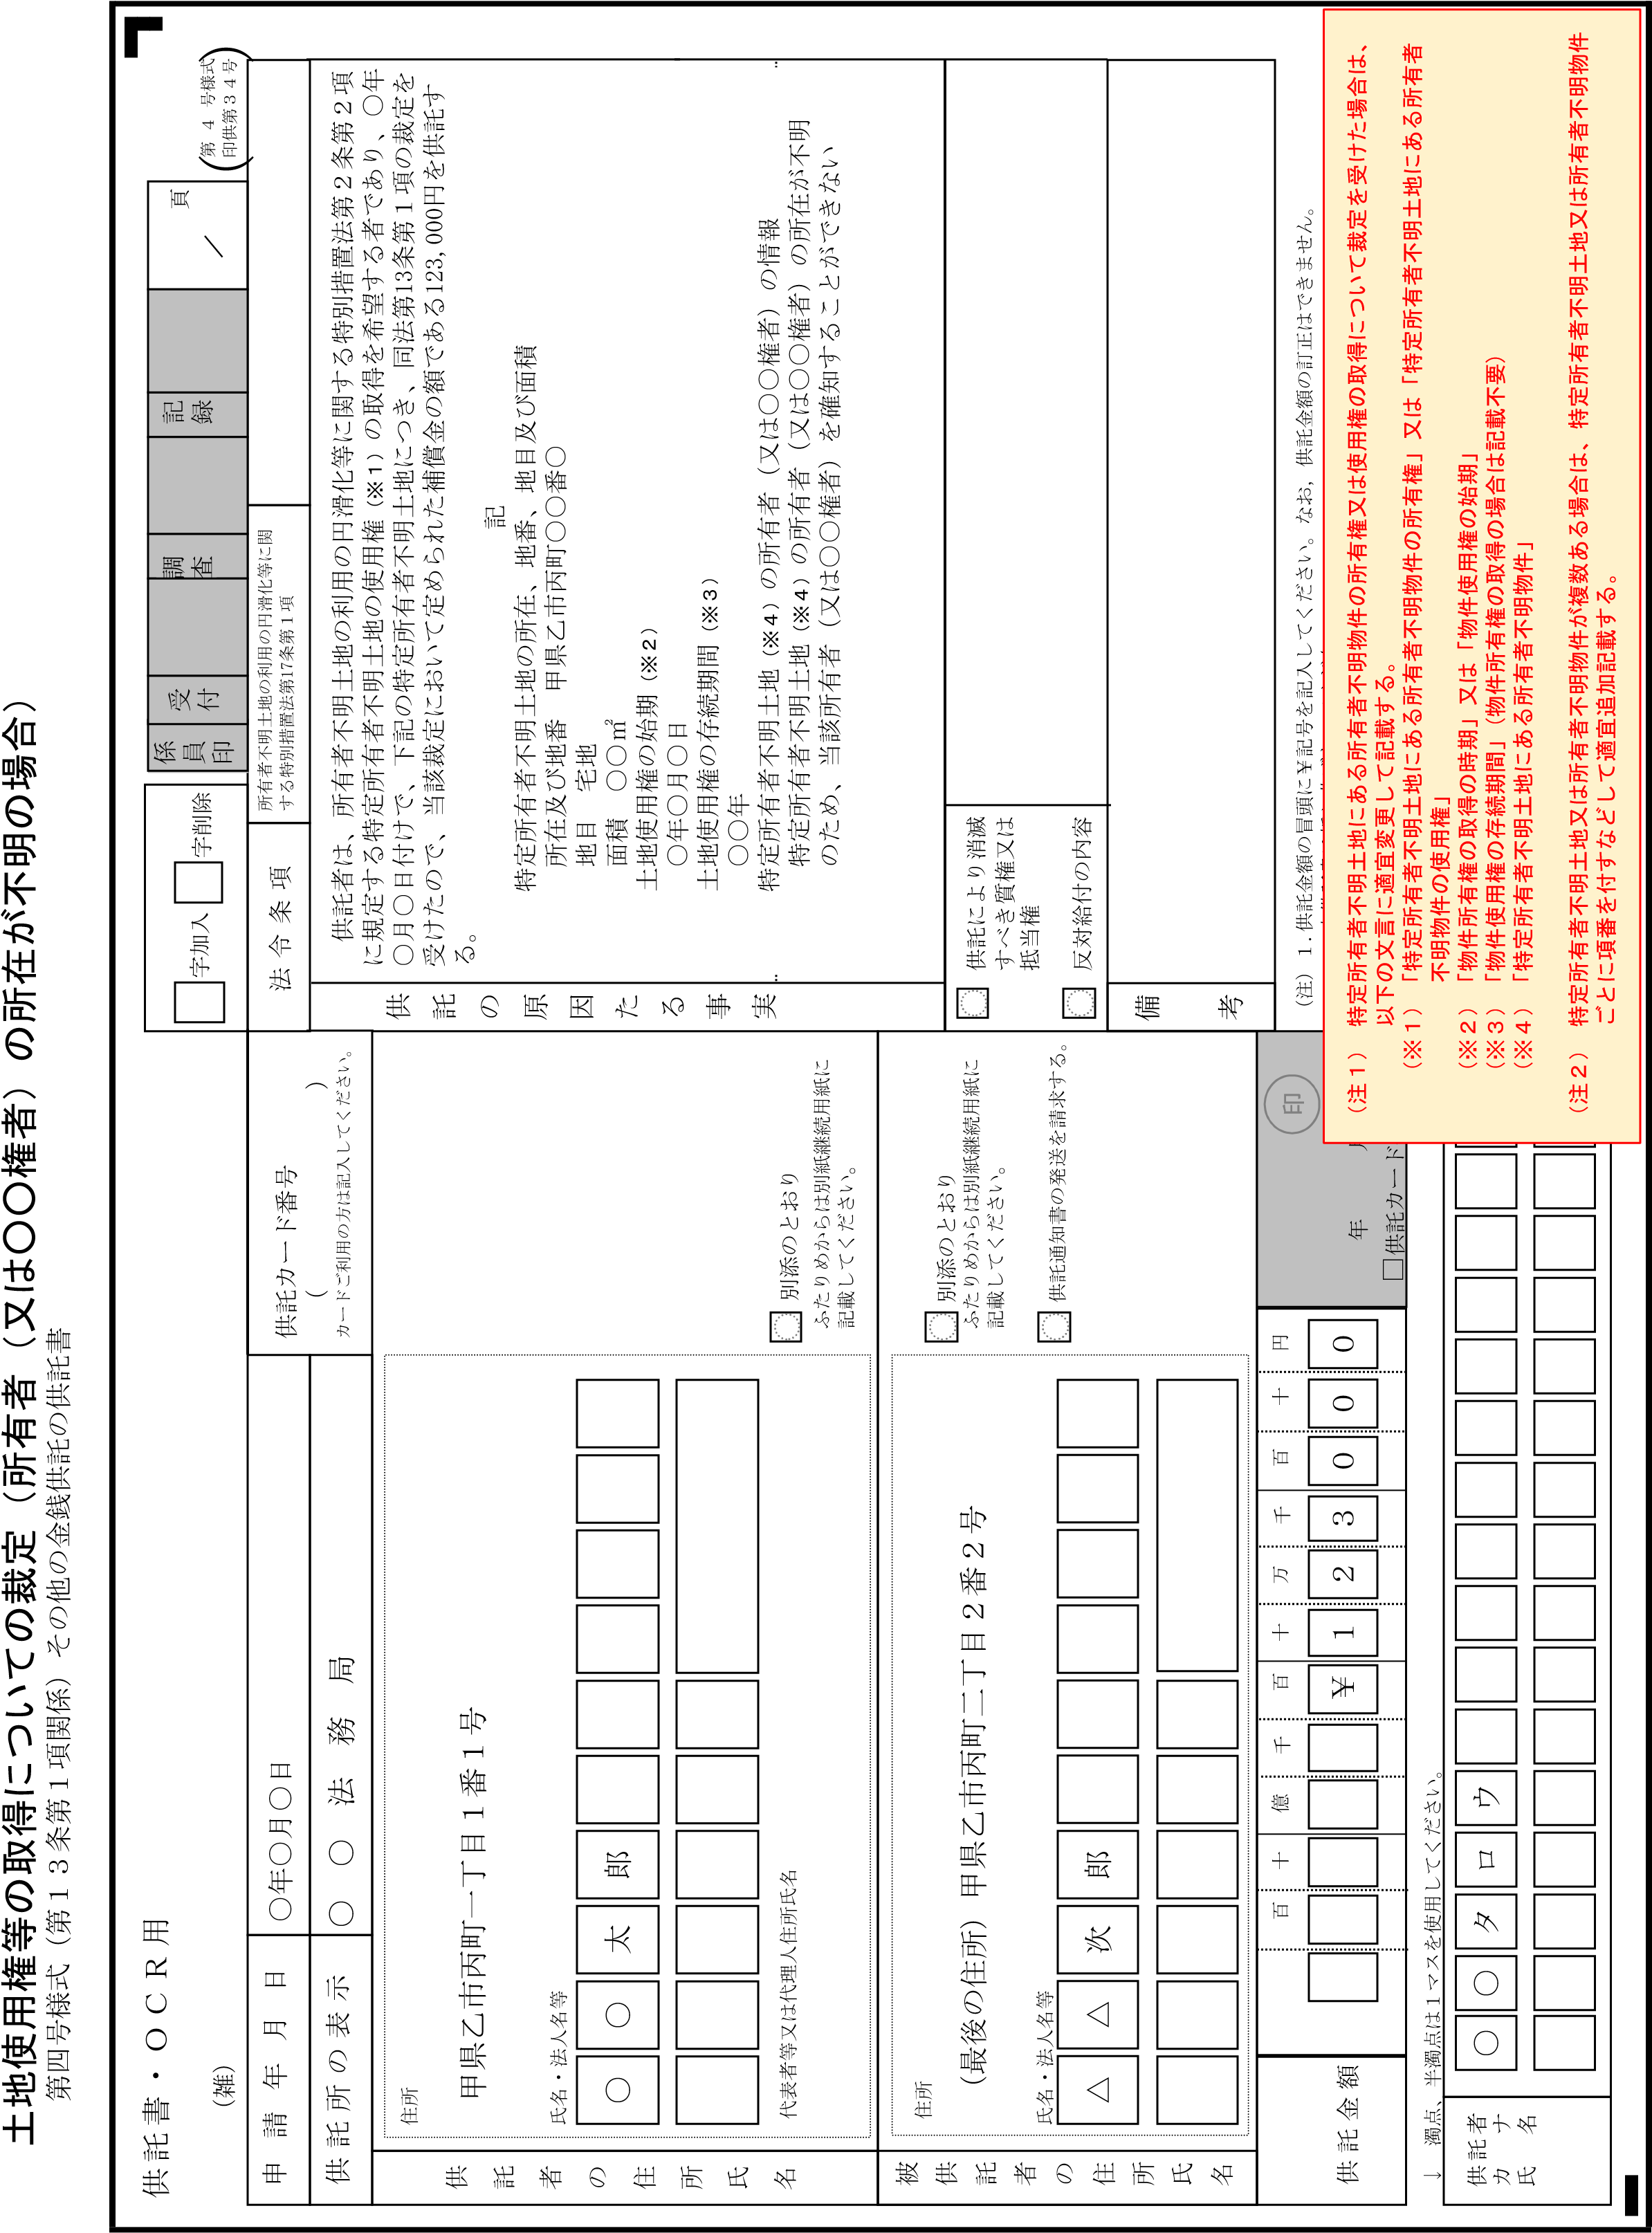 土地使用権等の取得についての裁定（所有者（又は〇〇権者）の所在が不明の場合）
第四号様式（第１３条第１項関係）その他の金銭供託の供託書
供託書・ＯＣＲ用
（雑）
申請年月日
〇年〇月〇日
供託所の表示
〇〇法務局
供託カード番号
（　　　）
カードご利用の方は記入してください。
供託者の住所氏名
住所
甲県乙市丙町一丁目１番１号
氏名・法人名等
〇〇太郎
代表者等又は代理人住所氏名
別添のとおり
ふたりめからは別紙継続用紙に
記載してください。
被供託者の住所氏名
住所
（最後の住所）甲県乙市丙町二丁目２番２号
氏名・法人名等
△△次郎
別添のとおり
ふたりめからは別紙継続用紙に
記載してください。
供託通知書の発送を請求する。
供託金額
百 十 億 千 百 十 万 千 百 十 円
￥１２３０００
印
年
□供託カード
↓ 濁点、半濁点は１マスを使用してください。
供託者
カナ
氏名
〇〇タロウ
字加入
字削除
係員印
受付
調査
記録
／
頁
（第４号様式
印供第３４号）
法令条項
所有者不明土地の利用の円滑化等に関
する特別措置法第17条第１項
供託の原因たる事実
供託者は、所有者不明土地の利用の円滑化等に関する特別措置法第２条第２項
に規定する特定所有者不明土地の使用権（※１）の取得を希望する者であり、〇年
〇月〇日付けで、下記の特定所有者不明土地につき、同法第13条第１項の裁定を
受けたので、当該裁定において定められた補償金の額である123,000円を供託す
る。
記
特定所有者不明土地の所在、地番、地目及び面積
所在及び地番　甲県乙市丙町〇〇番〇
地目　宅地
面積　〇〇㎡
土地使用権の始期（※２）
〇年〇月〇日
土地使用権の存続期間（※３）
〇〇年
特定所有者不明土地（※４）の所有者（又は〇〇権者）の情報
特定所有者不明土地（※４）の所有者（又は〇〇権者）の所在が不明
のため、当該所有者（又は〇〇権者）を確知することができない
供託により消滅
すべき質権又は
抵当権
反対給付の内容
備考
（注）１.供託金額の冒頭に￥記号を記入してください。なお，供託金額の訂正はできません。
（注１）特定所有者不明土地にある所有者不明物件の所有権又は使用権の取得について裁定を受けた場合は、
以下の文言に適宜変更して記載する。
（※１）「特定所有者不明土地にある所有者不明物件の所有権」又は「特定所有者不明土地にある所有者
不明物件の使用権」
（※２）「物件所有権の取得の時期」又は「物件使用権の始期」
（※３）「物件使用権の存続期間」（物件所有権の取得の場合は記載不要）
（※４）「特定所有者不明土地にある所有者不明物件」
（注２）特定所有者不明土地又は所有者不明物件が複数ある場合は、特定所有者不明土地又は所有者不明物件
ごとに項番を付すなどして適宜追加記載する。